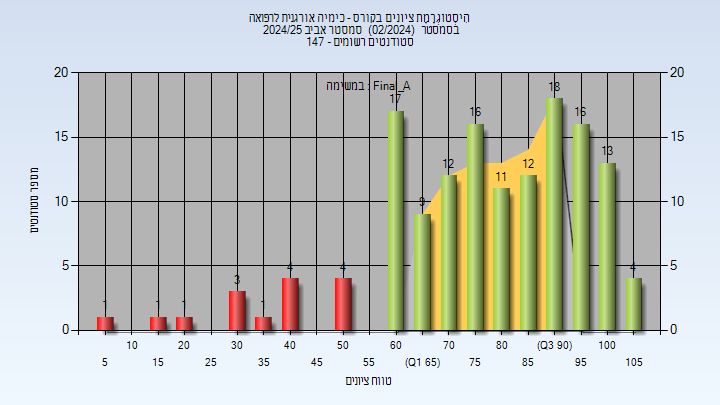 היסטוגרמת ציונים בקורס - כימיה אורגנית לרפואה
בסמסטר (02/2024) סמסטר אביב 2024/25
סטודנטים רשומים - 147
במשימה : Final_A
20 20
15 15
10 10
5 5
0 0
1 1 1 3 1 4 4 17 9 12 16 11 12 18 16 13 4
מספר סטודנטים
10 20 30 40 50 60 70 80 (Q3 90) 100
5 15 25 35 45 55 (Q1 65) 75 85 95 105
טווח ציונים